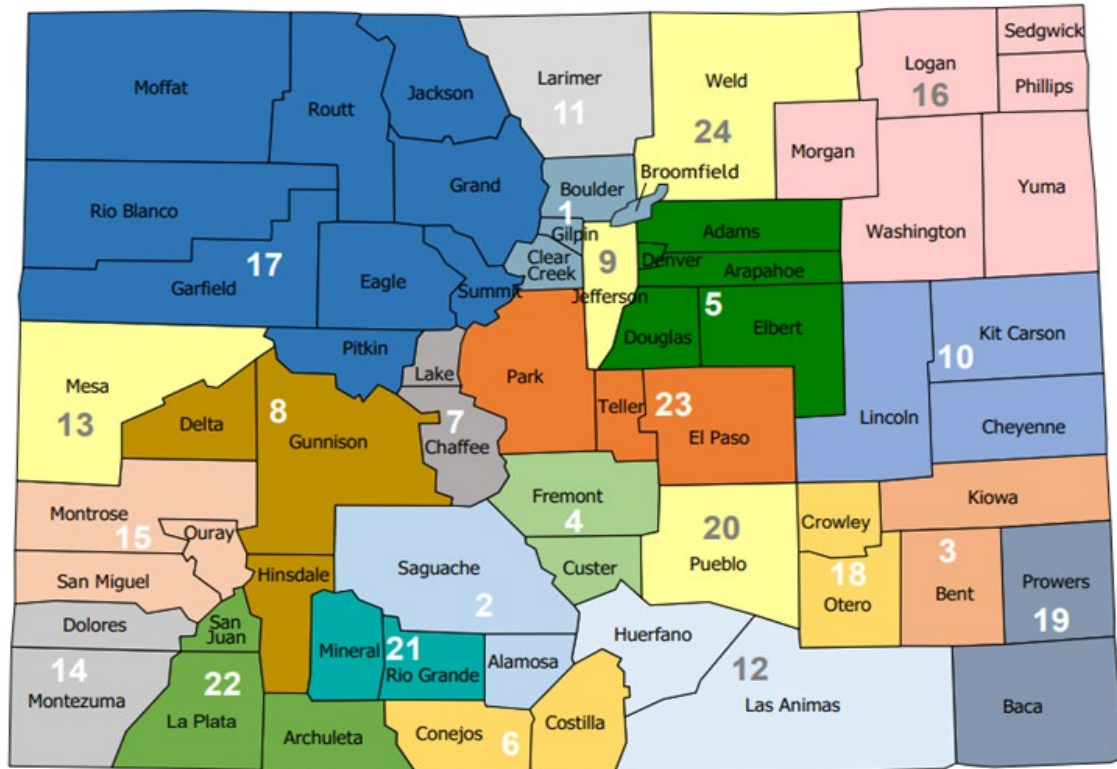 Sedgwick
Logan
Larimer
Weld
Moffat
Jackson
Phillips
Routt
11
16
24
Morgan
Broomfield
Grand
Boulder
Yuma
Rio Blanco
1
Gilpin
Adams
Washington
17
Clear
Creek
9
Denver
Arapahoe
Garfield
Eagle
Summit
Jefferson
5
Douglas
Elbert
Kit Carson
Pitkin
10
Lake
Park
Mesa
Teller
23
Lincoln
13
Delta
8
Gunnison
7
Chaffee
El Paso
Cheyenne
Fremont
Kiowa
Montrose
15
Ouray
4
20
Crowley
Pueblo
3
Hinsdale
Saguache
Custer
18
San Miguel
2
Otero
Bent
Prowers
19
Dolores
San
Juan
Huerfano
Mineral
21
Rio Grande
Alamosa
14
22
12
Montezuma
La Plata
Las Animas
Baca
Archuleta
Conejos
6
Costilla